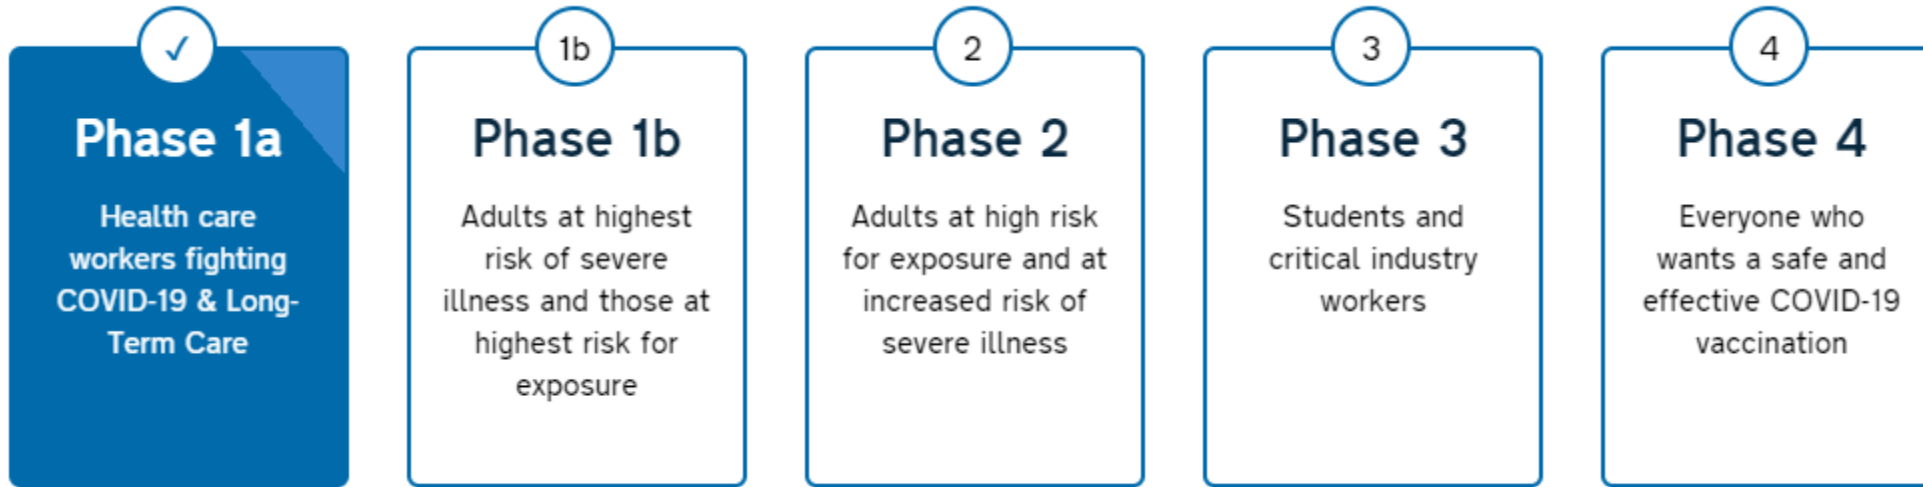 ✓
Phase 1a
Health care
workers fighting
COVID-19 & Long-
Term Care
1b
Phase 1b
Adults at highest
risk of severe
illness and those at
highest risk for
exposure
2
Phase 2
Adults at high risk
for exposure and at
increased risk of
severe illness
3
Phase 3
Students and
critical industry
workers
4
Phase 4
Everyone who
wants a safe and
effective COVID-19
vaccination